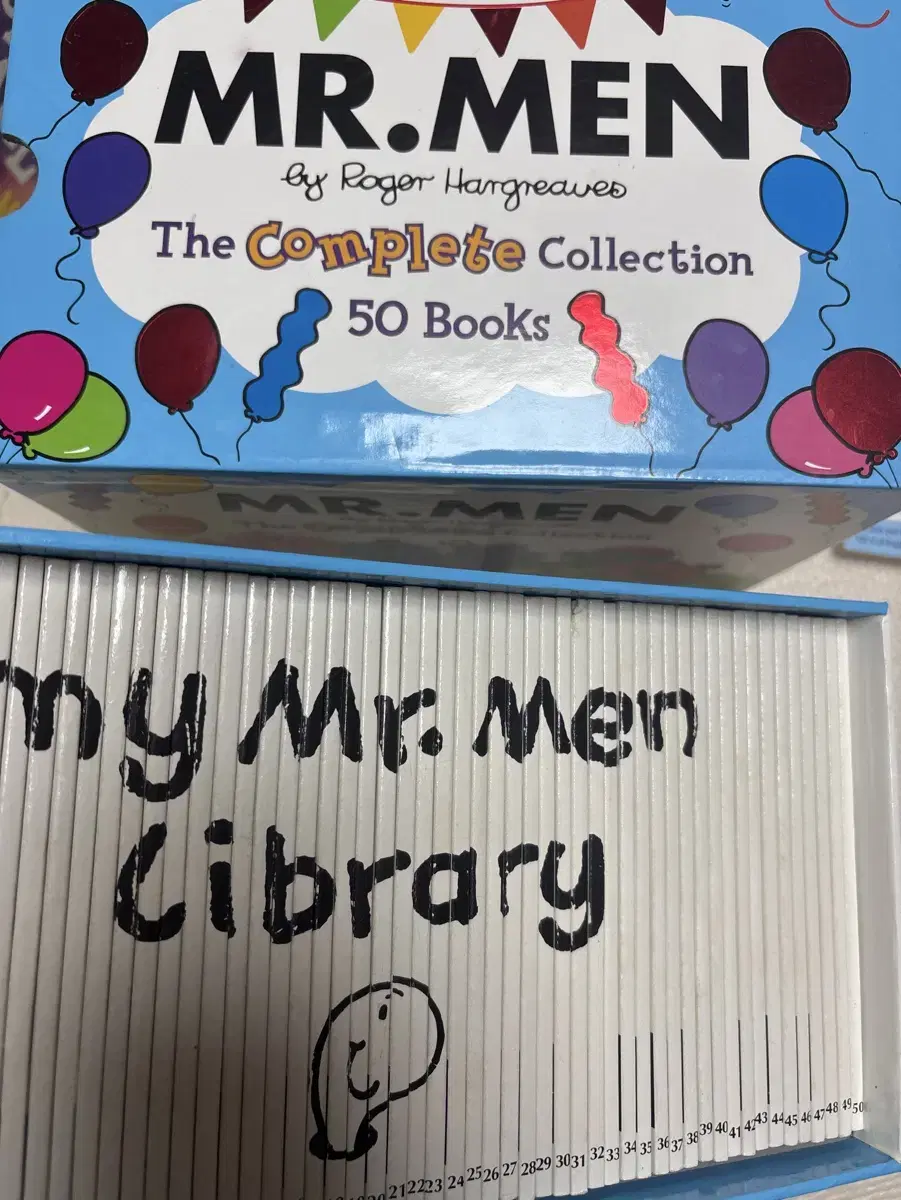 MR.MEN
by Roger Hargreaves
The Complete Collection
50 Books
MR.MEN
my Mr. Men
Library
21 22 23 24 25 26 27 28 29 30 31 32 33 34 35 36 37 38 39 40 41 42 43 44 45 46 47 48 49 50